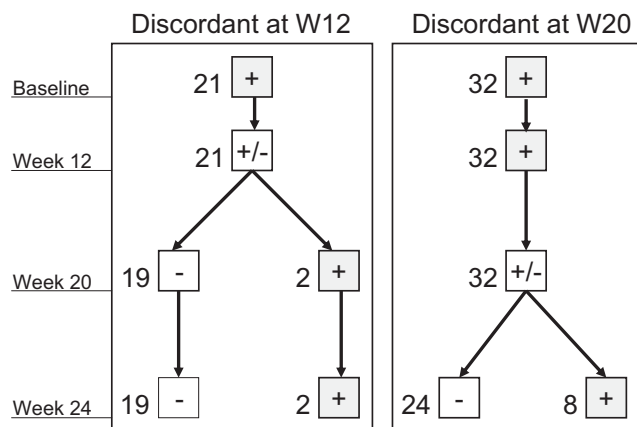 Discordant at W12 Discordant at W20
Baseline 21 + 32 +
Week 12 21 +/- 32 +
Week 20 19 - 2 + 32 +/-
Week 24 19 - 2 + 24 - 8 +